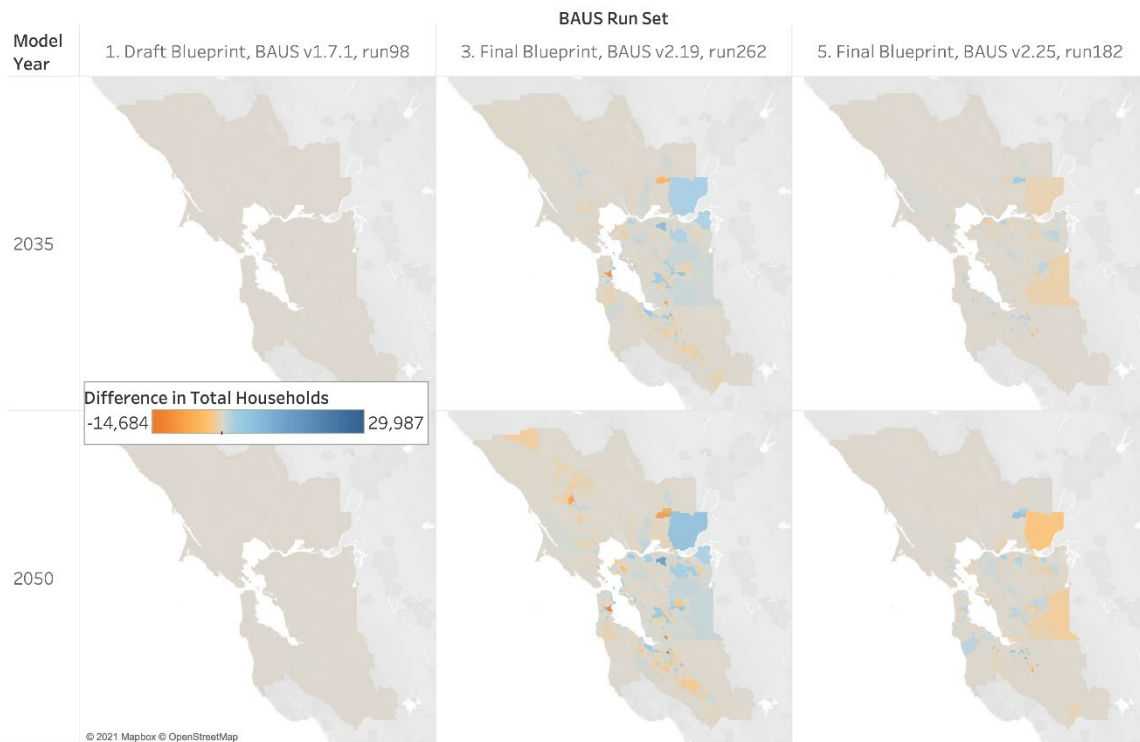 BAUS Run Set
Model
Year
1. Draft Blueprint, BAUS v1.7.1, run98
3. Final Blueprint, BAUS v2.19, run262
5. Final Blueprint, BAUS v2.25, run182
2035
Difference in Total Households
-14,684
29,987
2050
© 2021 Mapbox © OpenStreetMap